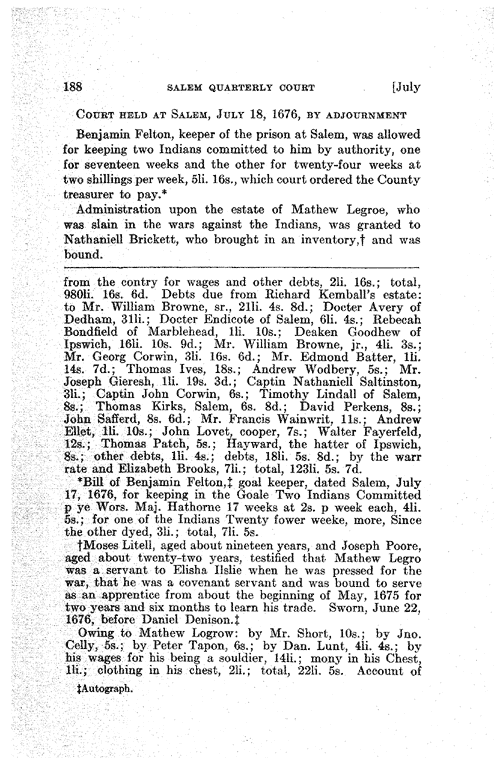 188 SALEM QUARTERLY COURT [July
COURT HELD AT SALEM, JULY 18, 1676, BY ADJOURNMENT
Benjamin Felton, keeper of the prison at Salem, was allowed
for keeping two Indians committed to him by authority, one
for seventeen weeks and the other for twenty-four weeks at
two shillings per week, 5li. 16s., which court ordered the County
treasurer to pay.*
Administration upon the estate of Mathew Legroe, who
was slain in the wars against the Indians, was granted to
Nathaniell Brickett, who brought in an inventory,† and was
bound.
from the contry for wages and other debts, 2li. 16s.; total,
980li. 16s. 6d. Debts due from Richard Kemball's estate:
to Mr. William Browne, sr., 21li. 4s. 8d.; Docter Avery of
Dedham, 31li.; Docter Endicote of Salem, 6li. 4s.; Rebecah
Bondfield of Marblehead, 1li. 10s.; Deaken Goodhew of
Ipswich, 16li. 10s. 9d.; Mr. William Browne, jr., 4li. 3s.;
Mr. Georg Corwin, 3li. 16s. 6d.; Mr. Edmond Batter, 1li.
14s. 7d.; Thomas Ives, 18s.; Andrew Wodbery, 5s.; Mr.
Joseph Gieresh, 1li. 19s. 3d.; Captin Nathaniell Saltinston,
3li.; Captin John Corwin, 6s.; Timothy Lindall of Salem,
8s.; Thomas Kirks, Salem, 6s. 8d.; David Perkens, 8s.;
John Safferd, 8s. 6d.; Mr. Francis Wainwrit, 11s.; Andrew
Ellet, 1li. 10s.; John Lovet, cooper, 7s.; Walter Fayerfeld,
12s.; Thomas Patch, 5s.; Hayward, the hatter of Ipswich,
8s.; other debts, 1li. 4s.; debts, 18li. 5s. 8d.; by the warr
rate and Elizabeth Brooks, 7li.; total, 123li. 5s. 7d.
*Bill of Benjamin Felton,‡ goal keeper, dated Salem, July
17, 1676, for keeping in the Goale Two Indians Committed
p ye Wors. Maj. Hathorne 17 weeks at 2s. p week each, 4li.
5s.; for one of the Indians Twenty fower weeke, more, Since
the other dyed, 3li.; total, 7li. 5s.
†Moses Litell, aged about nineteen years, and Joseph Poore,
aged about twenty-two years, testified that Mathew Legro
was a servant to Elisha Ilslie when he was pressed for the
war, that he was a covenant servant and was bound to serve
as an apprentice from about the beginning of May, 1675 for
two years and six months to learn his trade. Sworn, June 22,
1676, before Daniel Denison.‡
Owing to Mathew Logrow: by Mr. Short, 10s.; by Jno.
Celly, 5s.; by Peter Tapon, 6s.; by Dan. Lunt, 4li. 4s.; by
his wages for his being a souldier, 14li.; mony in his Chest,
1li.; clothing in his chest, 2li.; total, 22li. 5s. Account of
‡Autograph.